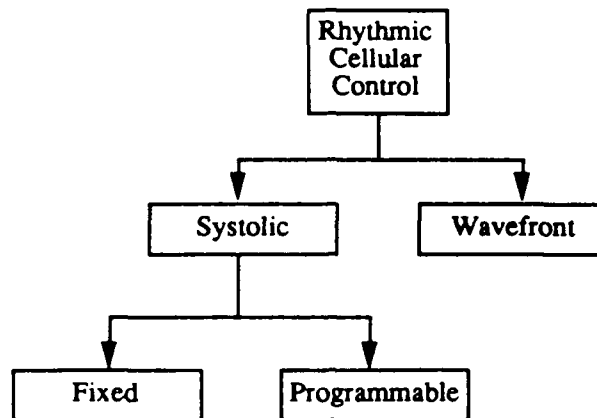 Rhythmic
Cellular
Control
Systolic
Wavefront
Fixed
Programmable